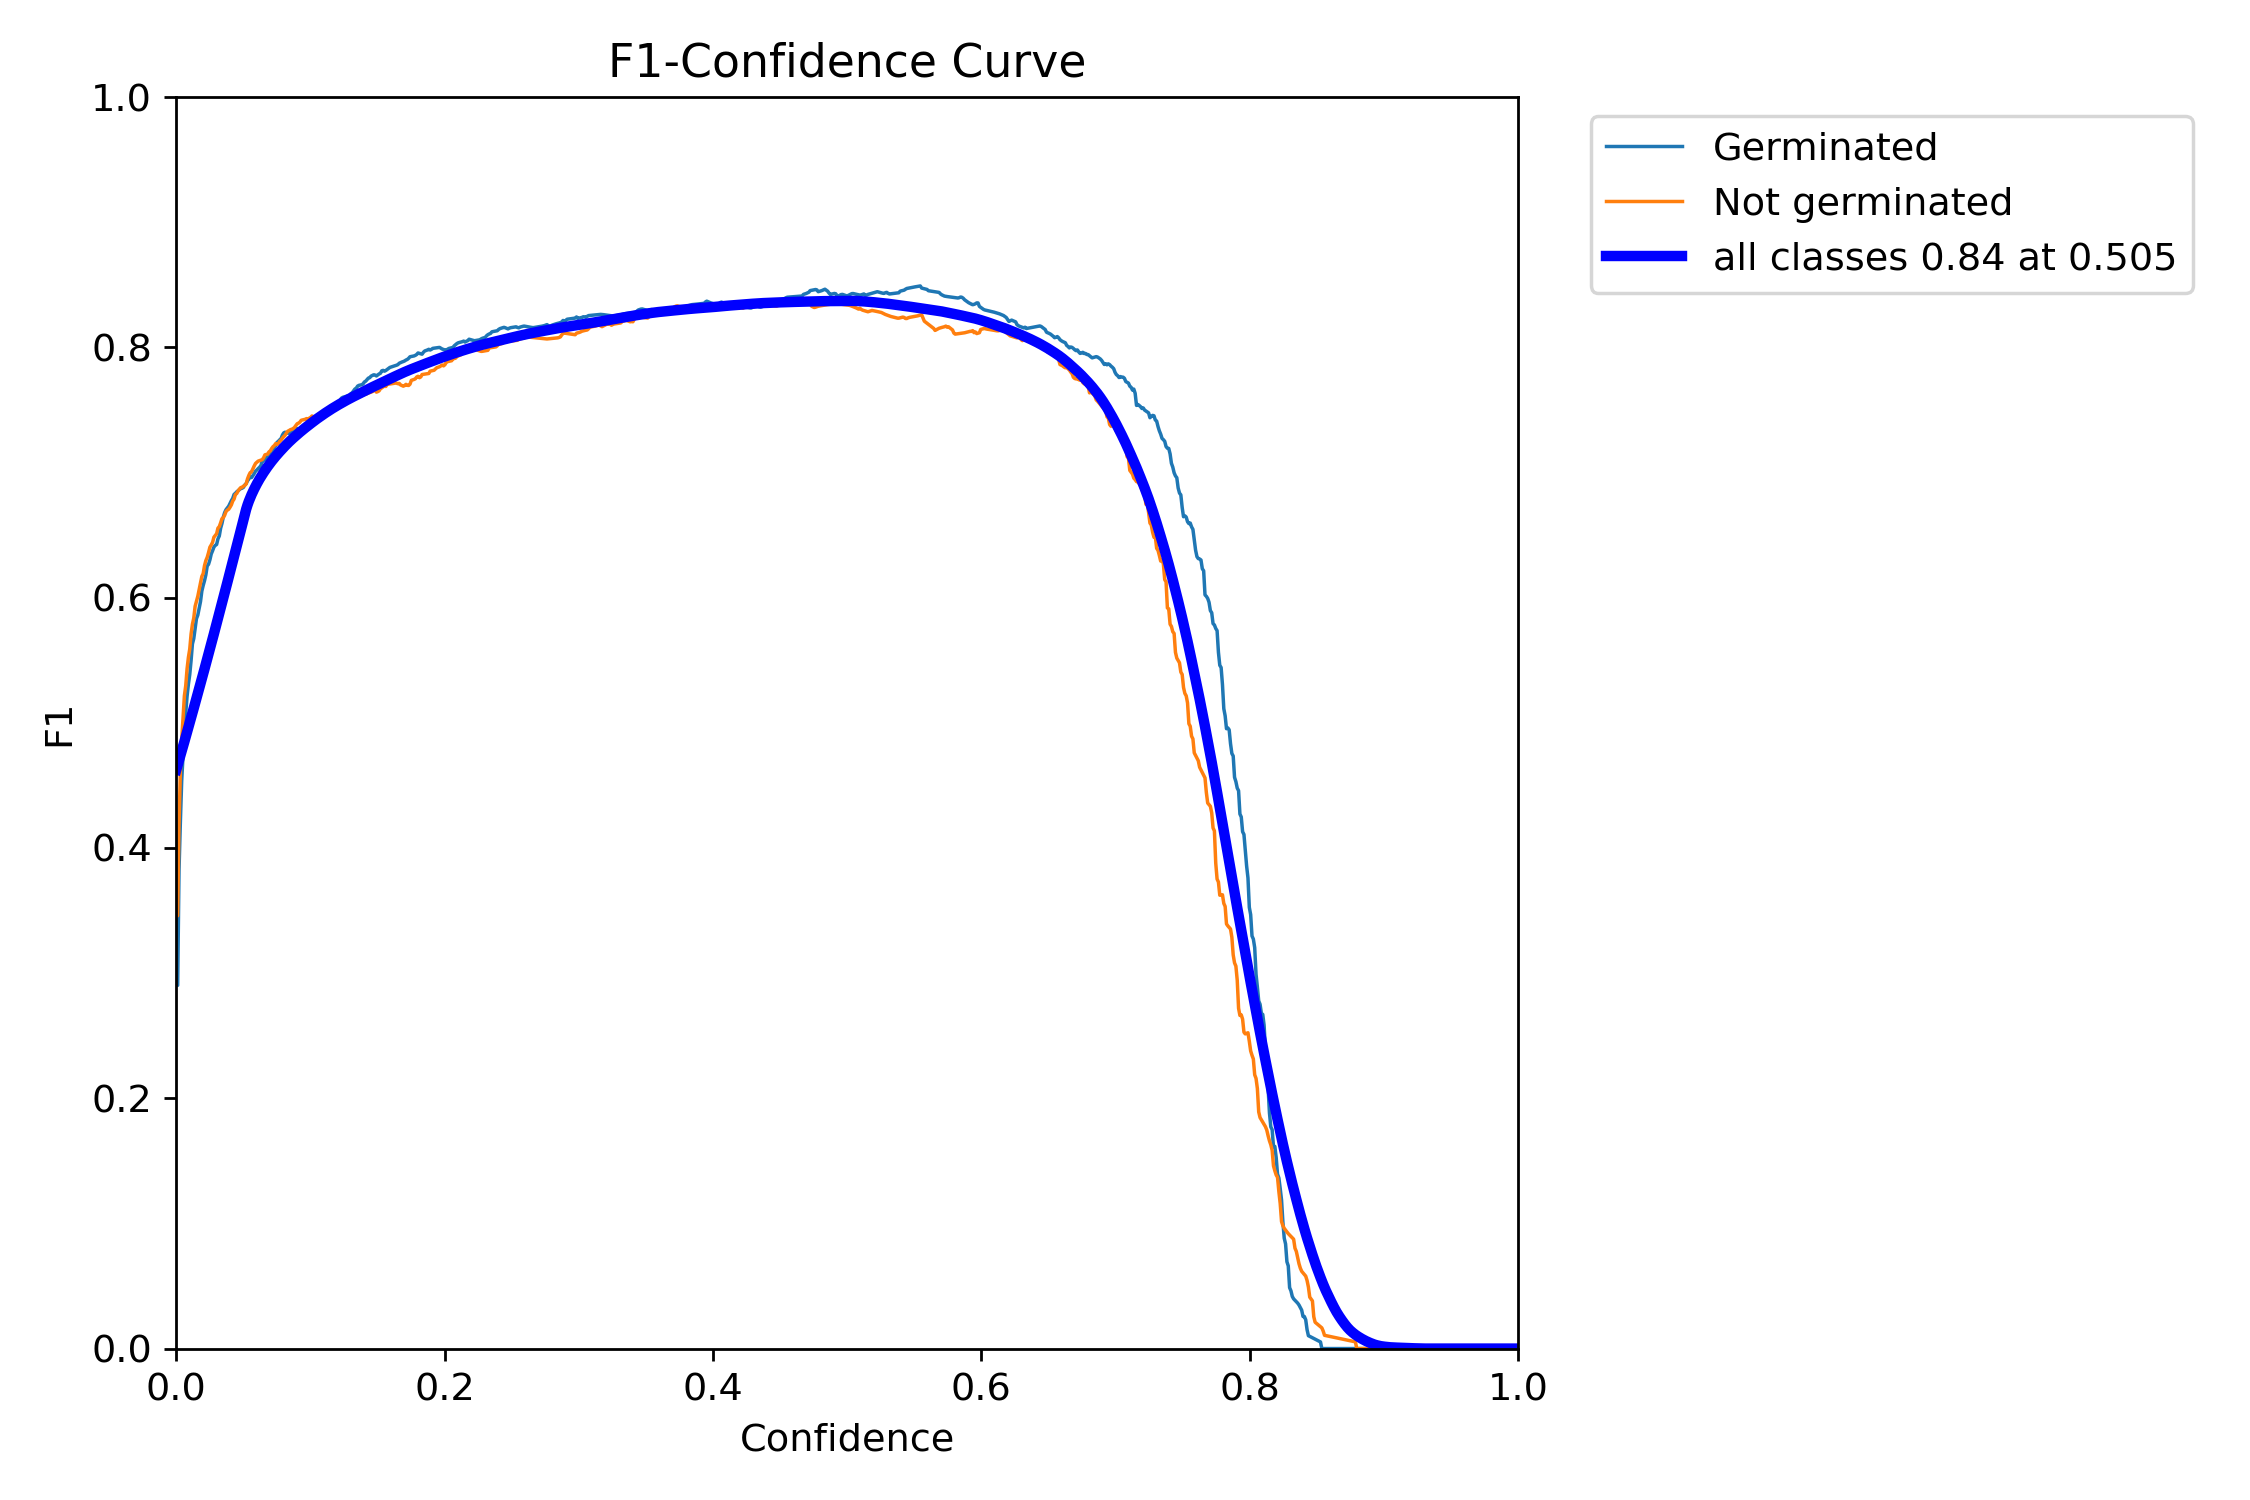 F1-Confidence Curve
1.0
0.8
0.6
0.4
0.2
0.0
F1
0.0 0.2 0.4 0.6 0.8 1.0
Confidence
Germinated
Not germinated
all classes 0.84 at 0.505